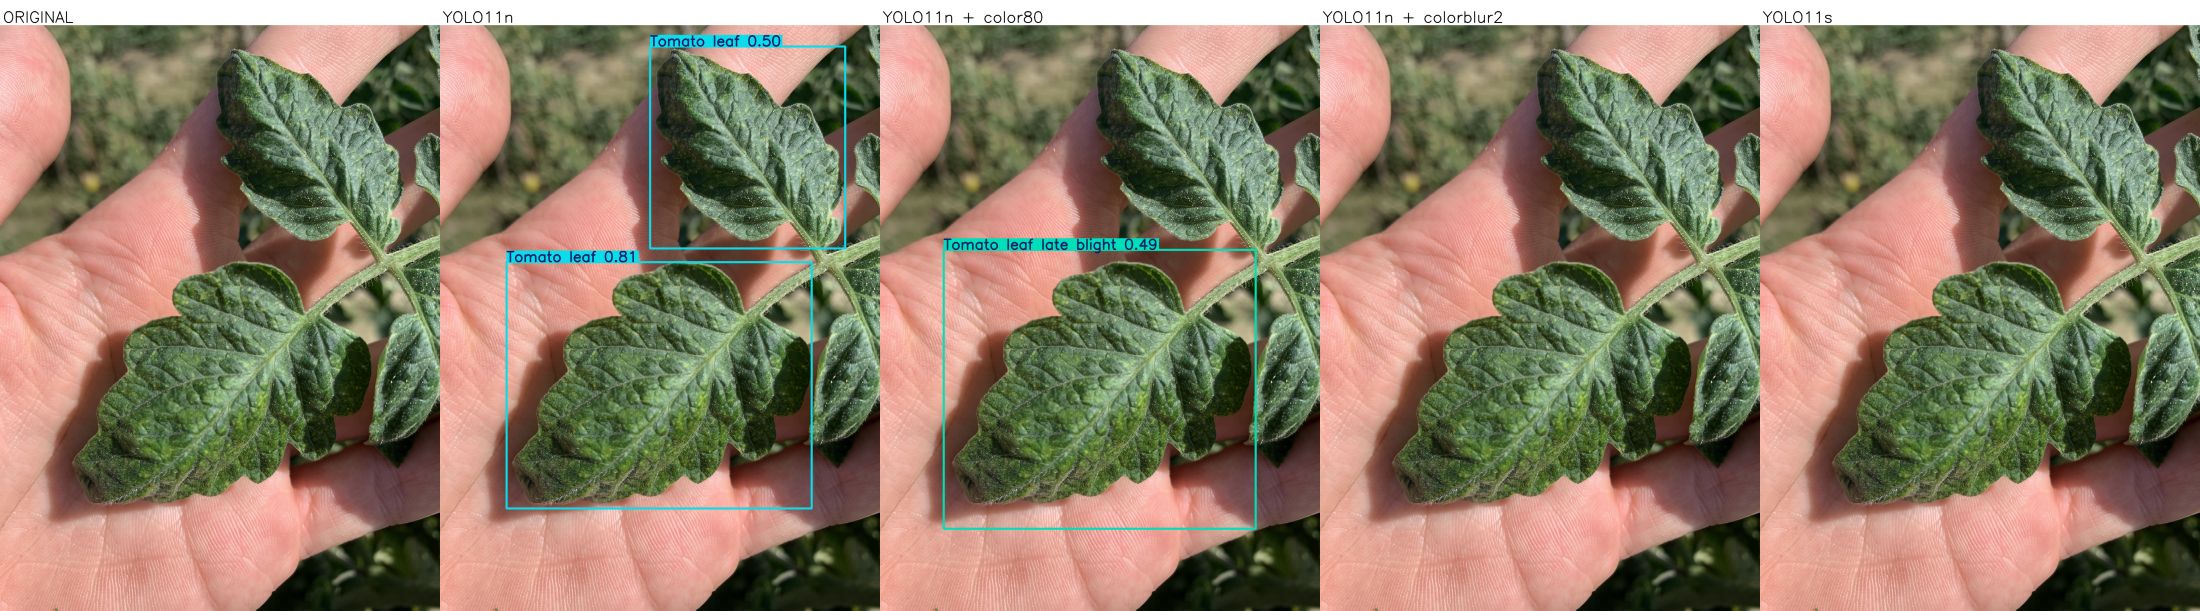 ORIGINAL
YOLO11n
YOLO11n + color80
YOLO11n + colorblur2
YOLO11s
Tomato leaf 0.50
Tomato leaf late blight 0.49
Tomato leaf 0.81